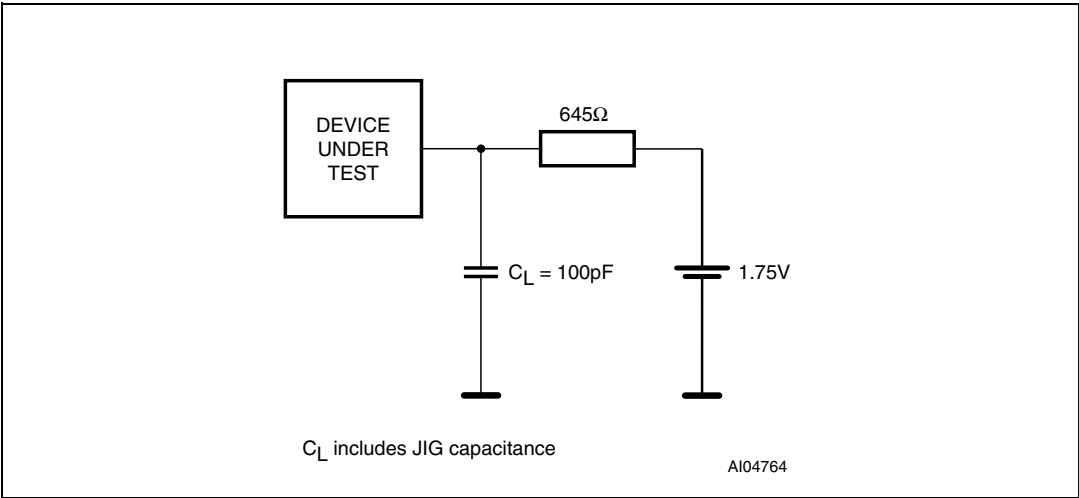 DEVICE
UNDER
TEST
645Ω
C_L = 100pF
1.75V
C_L includes JIG capacitance
AI04764